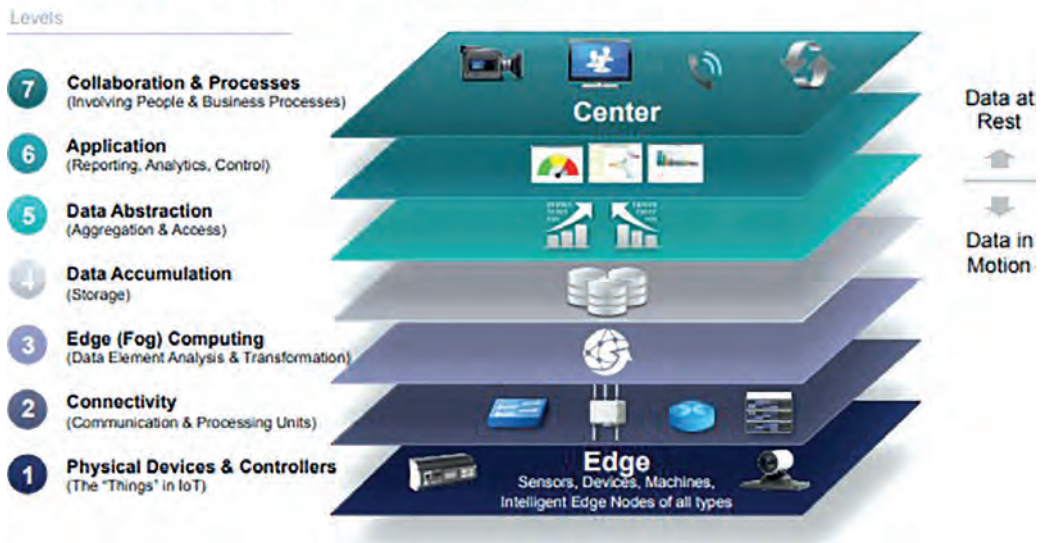 Levels
7
Collaboration & Processes
(Involving People & Business Processes)
6
Application
(Reporting, Analytics, Control)
5
Data Abstraction
(Aggregation & Access)
4
Data Accumulation
(Storage)
3
Edge (Fog) Computing
(Data Element Analysis & Transformation)
2
Connectivity
(Communication & Processing Units)
1
Physical Devices & Controllers
(The "Things" in IoT)
Center
Edge
Sensors, Devices, Machines,
Intelligent Edge Nodes of all types
Data at
Rest
Data in
Motion